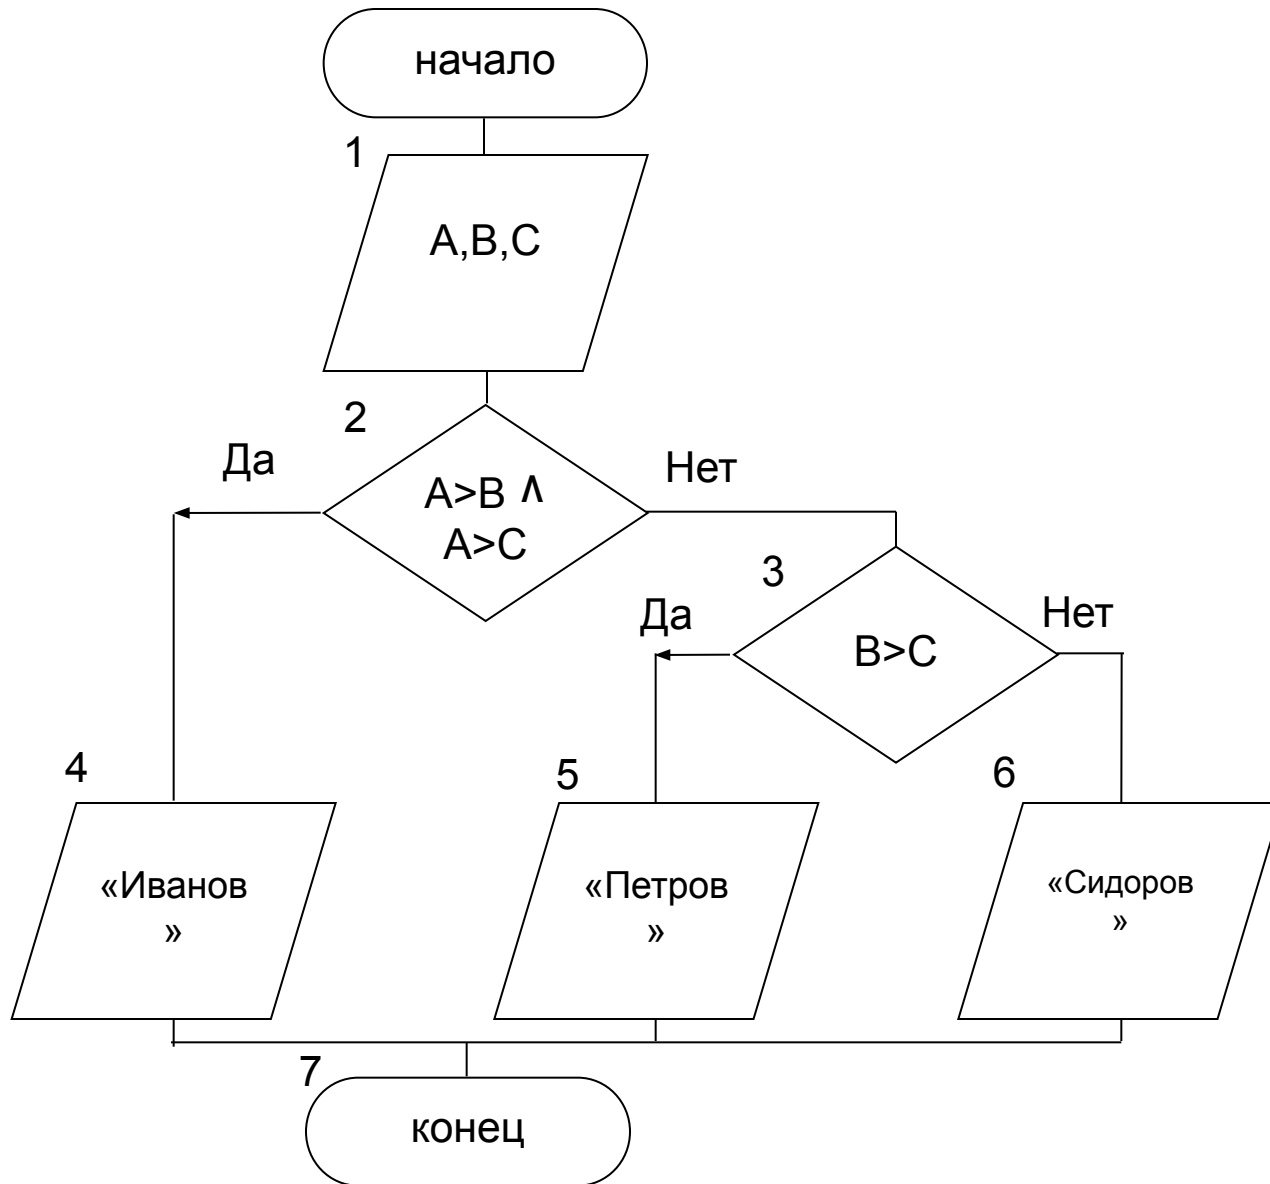 начало
1
A,B,C
2
Да
Нет
A>B ∧
A>C
3
Да
Нет
B>C
4
5
6
«Иванов
»
«Петров
»
«Сидоров
»
7
конец